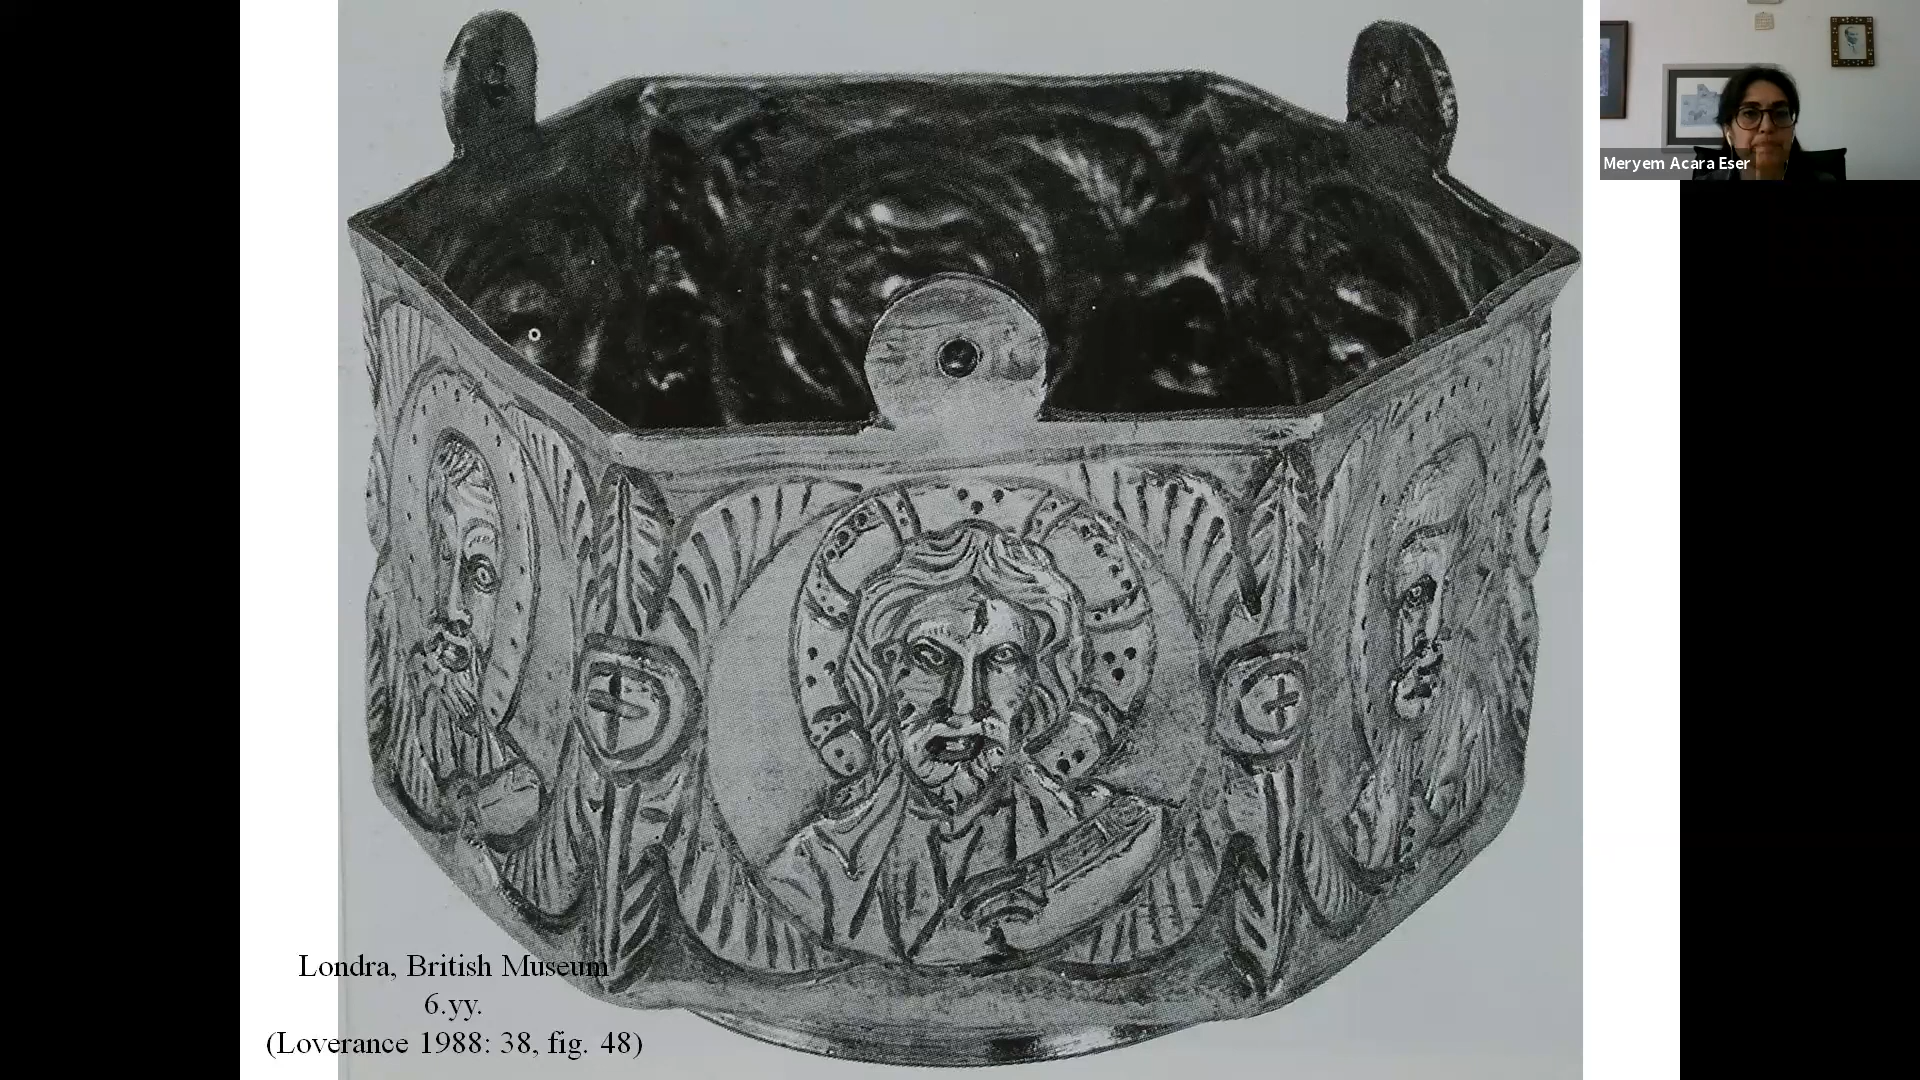 Meryem Acara Eser
Londra, British Museum
6.yy.
(Loverance 1988: 38, fig. 48)